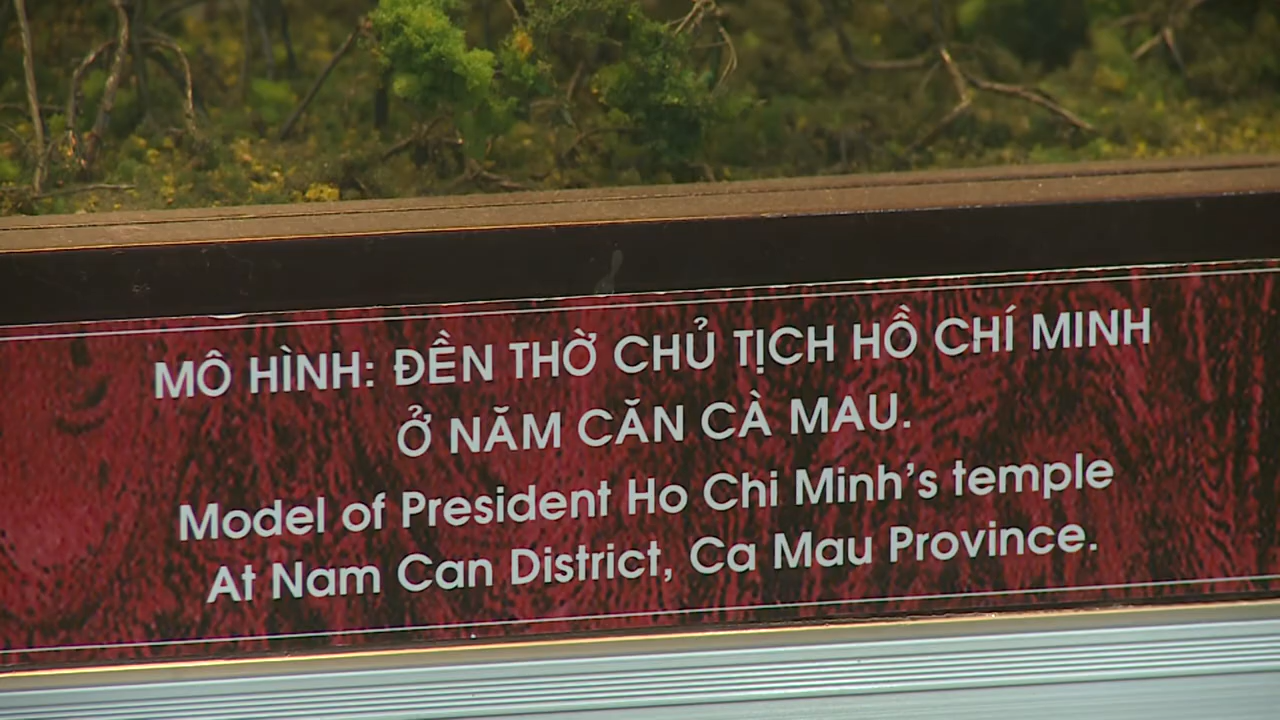 MÔ HÌNH: ĐỀN THỜ CHỦ TỊCH HỒ CHÍ MINH
Ở NĂM CĂN CÀ MAU.
Model of President Ho Chi Minh's temple
At Nam Can District, Ca Mau Province.